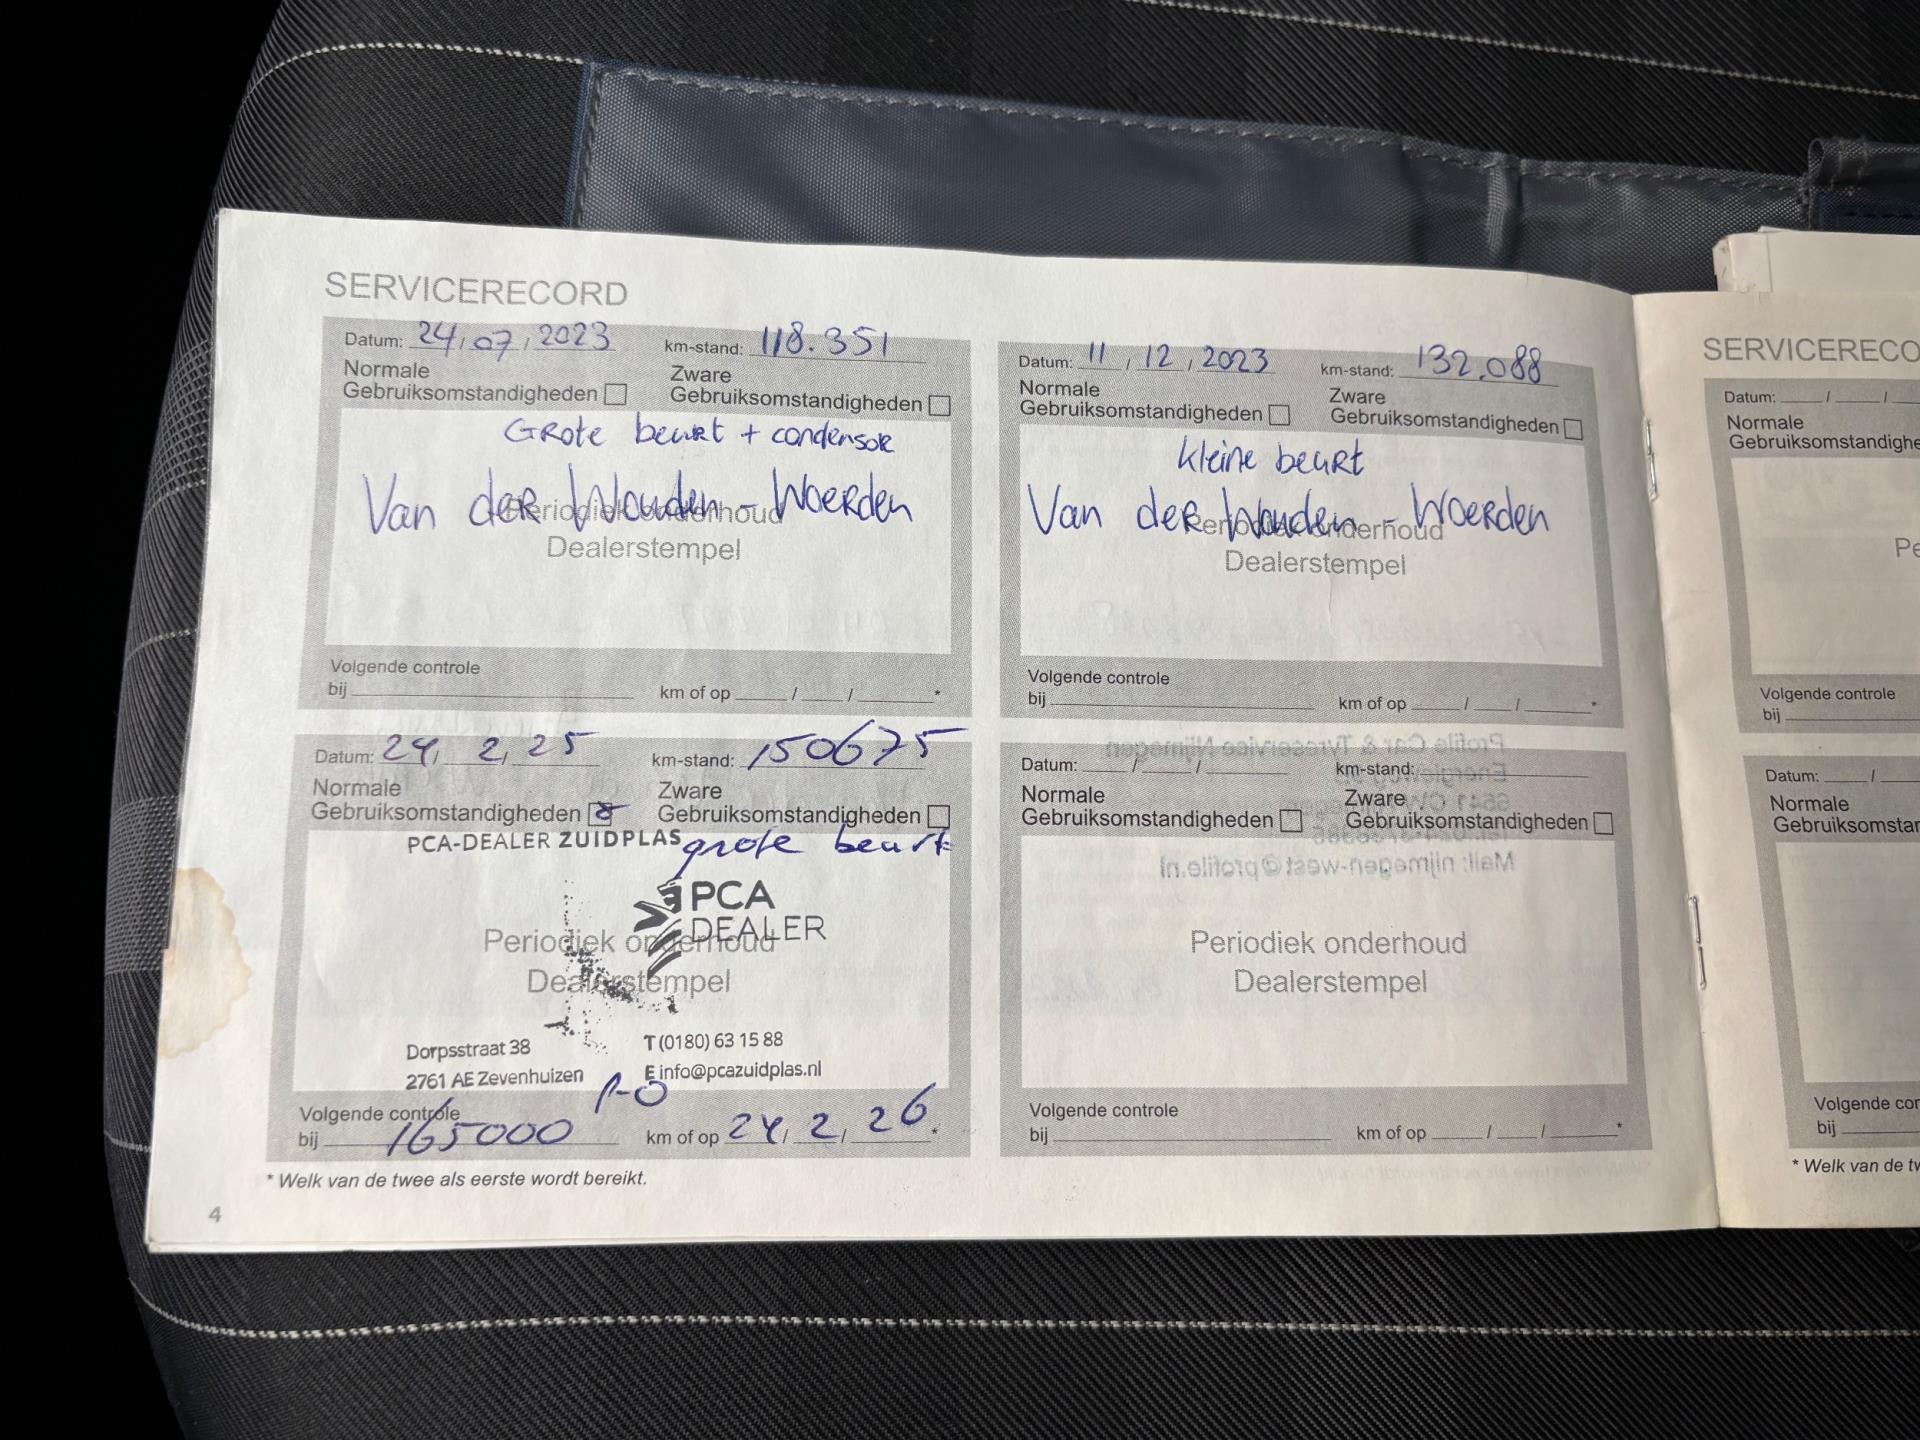 SERVICERECORD
Datum: 24/07/2023 km-stand: 118.351
Normale Gebruiksomstandigheden
Zware Gebruiksomstandigheden
Grote beurt + condensor
Van der Wouden - Woerden
Periodiek onderhoud
Dealerstempel
Volgende controle
bij km of op / / *
Datum: 11/12/2023 km-stand: 132.088
Normale Gebruiksomstandigheden
Zware Gebruiksomstandigheden
kleine beurt
Van der Wouden - Woerden
Periodiek onderhoud
Dealerstempel
Volgende controle
bij km of op / / *
Datum: 24/2/25 km-stand: 150675
Normale Gebruiksomstandigheden
Zware Gebruiksomstandigheden
PCA-DEALER ZUIDPLAS
grote beurt
PCA
DEALER
Periodiek onderhoud
Dealerstempel
Dorpsstraat 38 T (0180) 63 15 88
2761 AE Zevenhuizen E info@pcazuidplas.nl
Volgende controle
bij 165000 km of op 24/2/26 *
Datum: / / km-stand:
Normale Gebruiksomstandigheden
Zware Gebruiksomstandigheden
Periodiek onderhoud
Dealerstempel
Volgende controle
bij km of op / / *
* Welk van de twee als eerste wordt bereikt.
4
SERVICERECO
Datum: / /
Normale
Gebruiksomstandighe
Pe
Volgende controle
bij
Datum: /
Normale
Gebruiksomstan
Volgende con
bij
* Welk van de tw